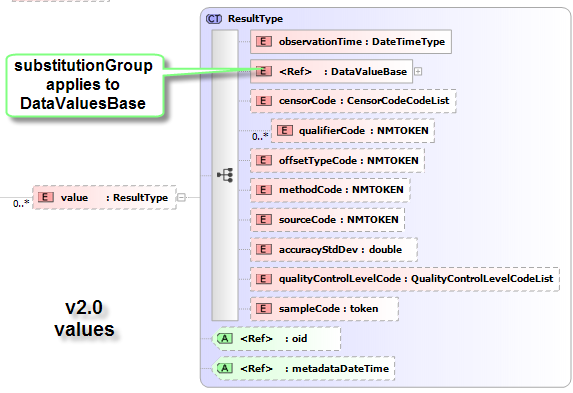 CT ResultType
E observationTime : DateTimeType
substitutionGroup
applies to
DataValuesBase
E <Ref> : DataValueBase
E censorCode : CensorCodeCodeList
E qualifierCode : NMTOKEN
0..*
E offsetTypeCode : NMTOKEN
E methodCode : NMTOKEN
E value : ResultType
0..*
E sourceCode : NMTOKEN
E accuracyStdDev : double
E qualityControlLevelCode : QualityControlLevelCodeList
E sampleCode : token
v2.0
values
A <Ref> : oid
A <Ref> : metadataDateTime